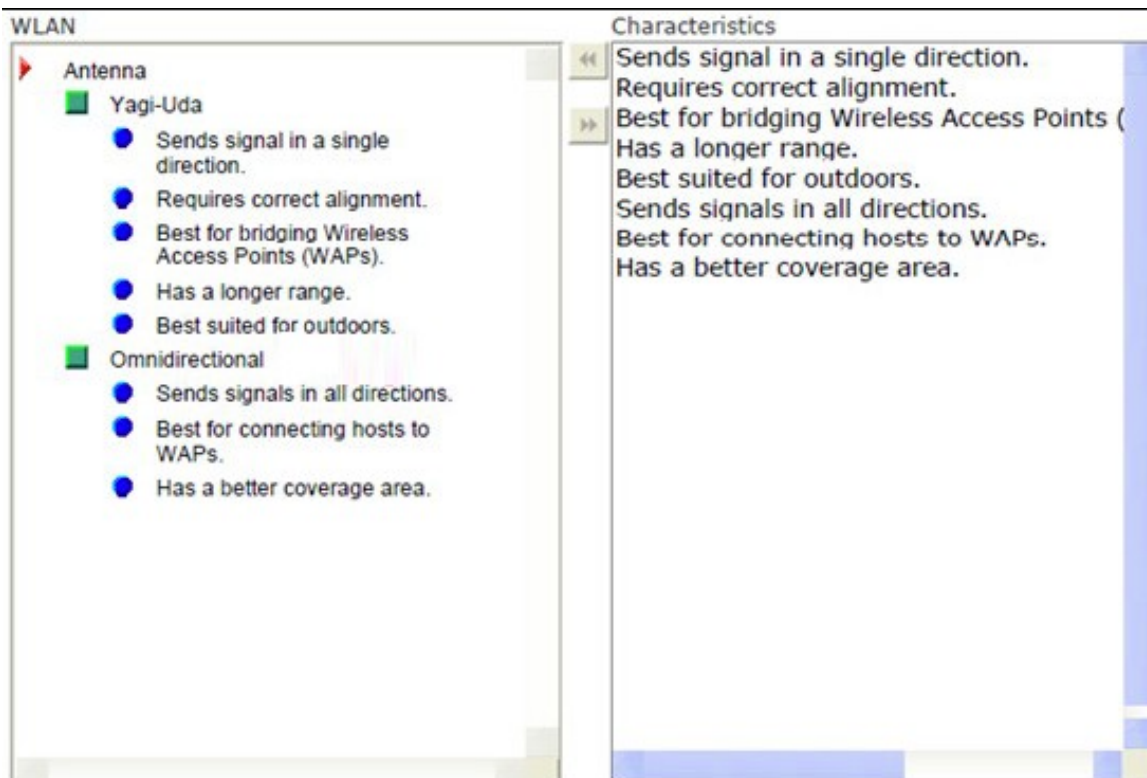 WLAN
Antenna
Yagi-Uda
Sends signal in a single
direction.
Requires correct alignment.
Best for bridging Wireless
Access Points (WAPs).
Has a longer range.
Best suited for outdoors.
Omnidirectional
Sends signals in all directions.
Best for connecting hosts to
WAPs.
Has a better coverage area.
Characteristics
Sends signal in a single direction.
Requires correct alignment.
Best for bridging Wireless Access Points (
Has a longer range.
Best suited for outdoors.
Sends signals in all directions.
Best for connecting hosts to WAPs.
Has a better coverage area.